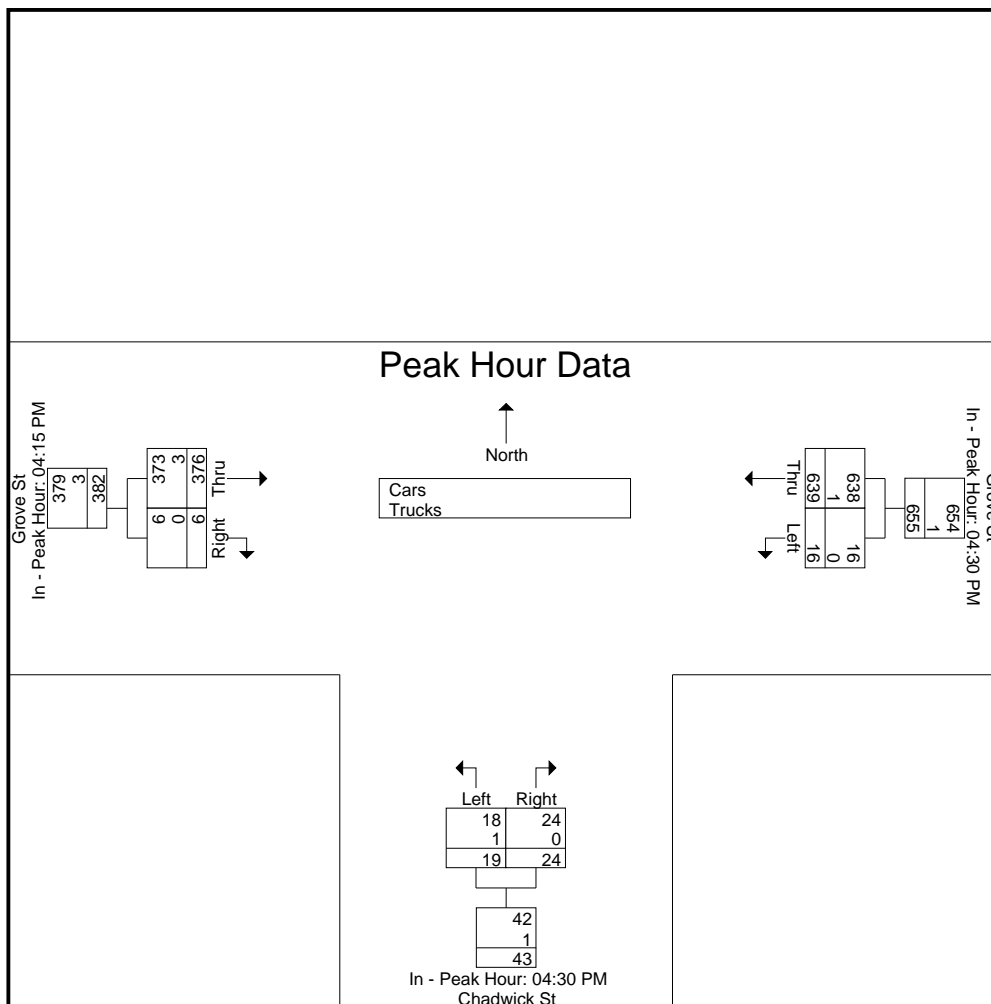 Peak Hour Data
North
Cars
Trucks
Grove St
In - Peak Hour: 04:15 PM
379
3
382
373
3
376
6
0
6
Thru
Right
Thru
Left
638
1
639
16
0
16
654
1
655
In - Peak Hour: 04:30 PM
Grove St
Left Right
18 24
1 0
19 24
42
1
43
In - Peak Hour: 04:30 PM
Chadwick St